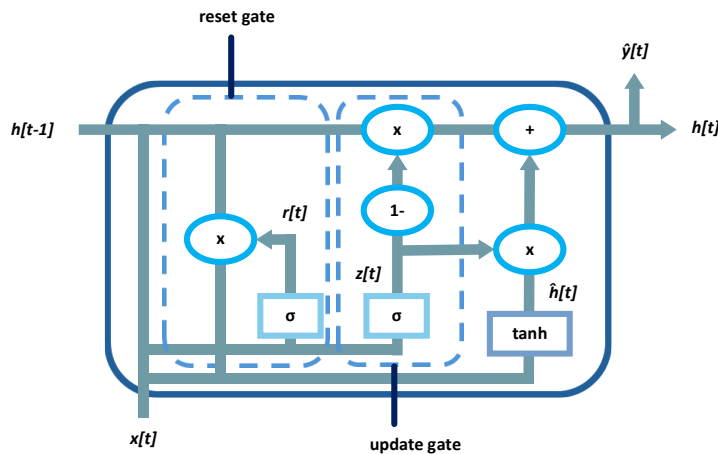 reset gate
ŷ[t]
h[t-1]
x
+
h[t]
r[t]
1-
x
x
z[t]
ĥ[t]
σ
σ
tanh
x[t]
update gate